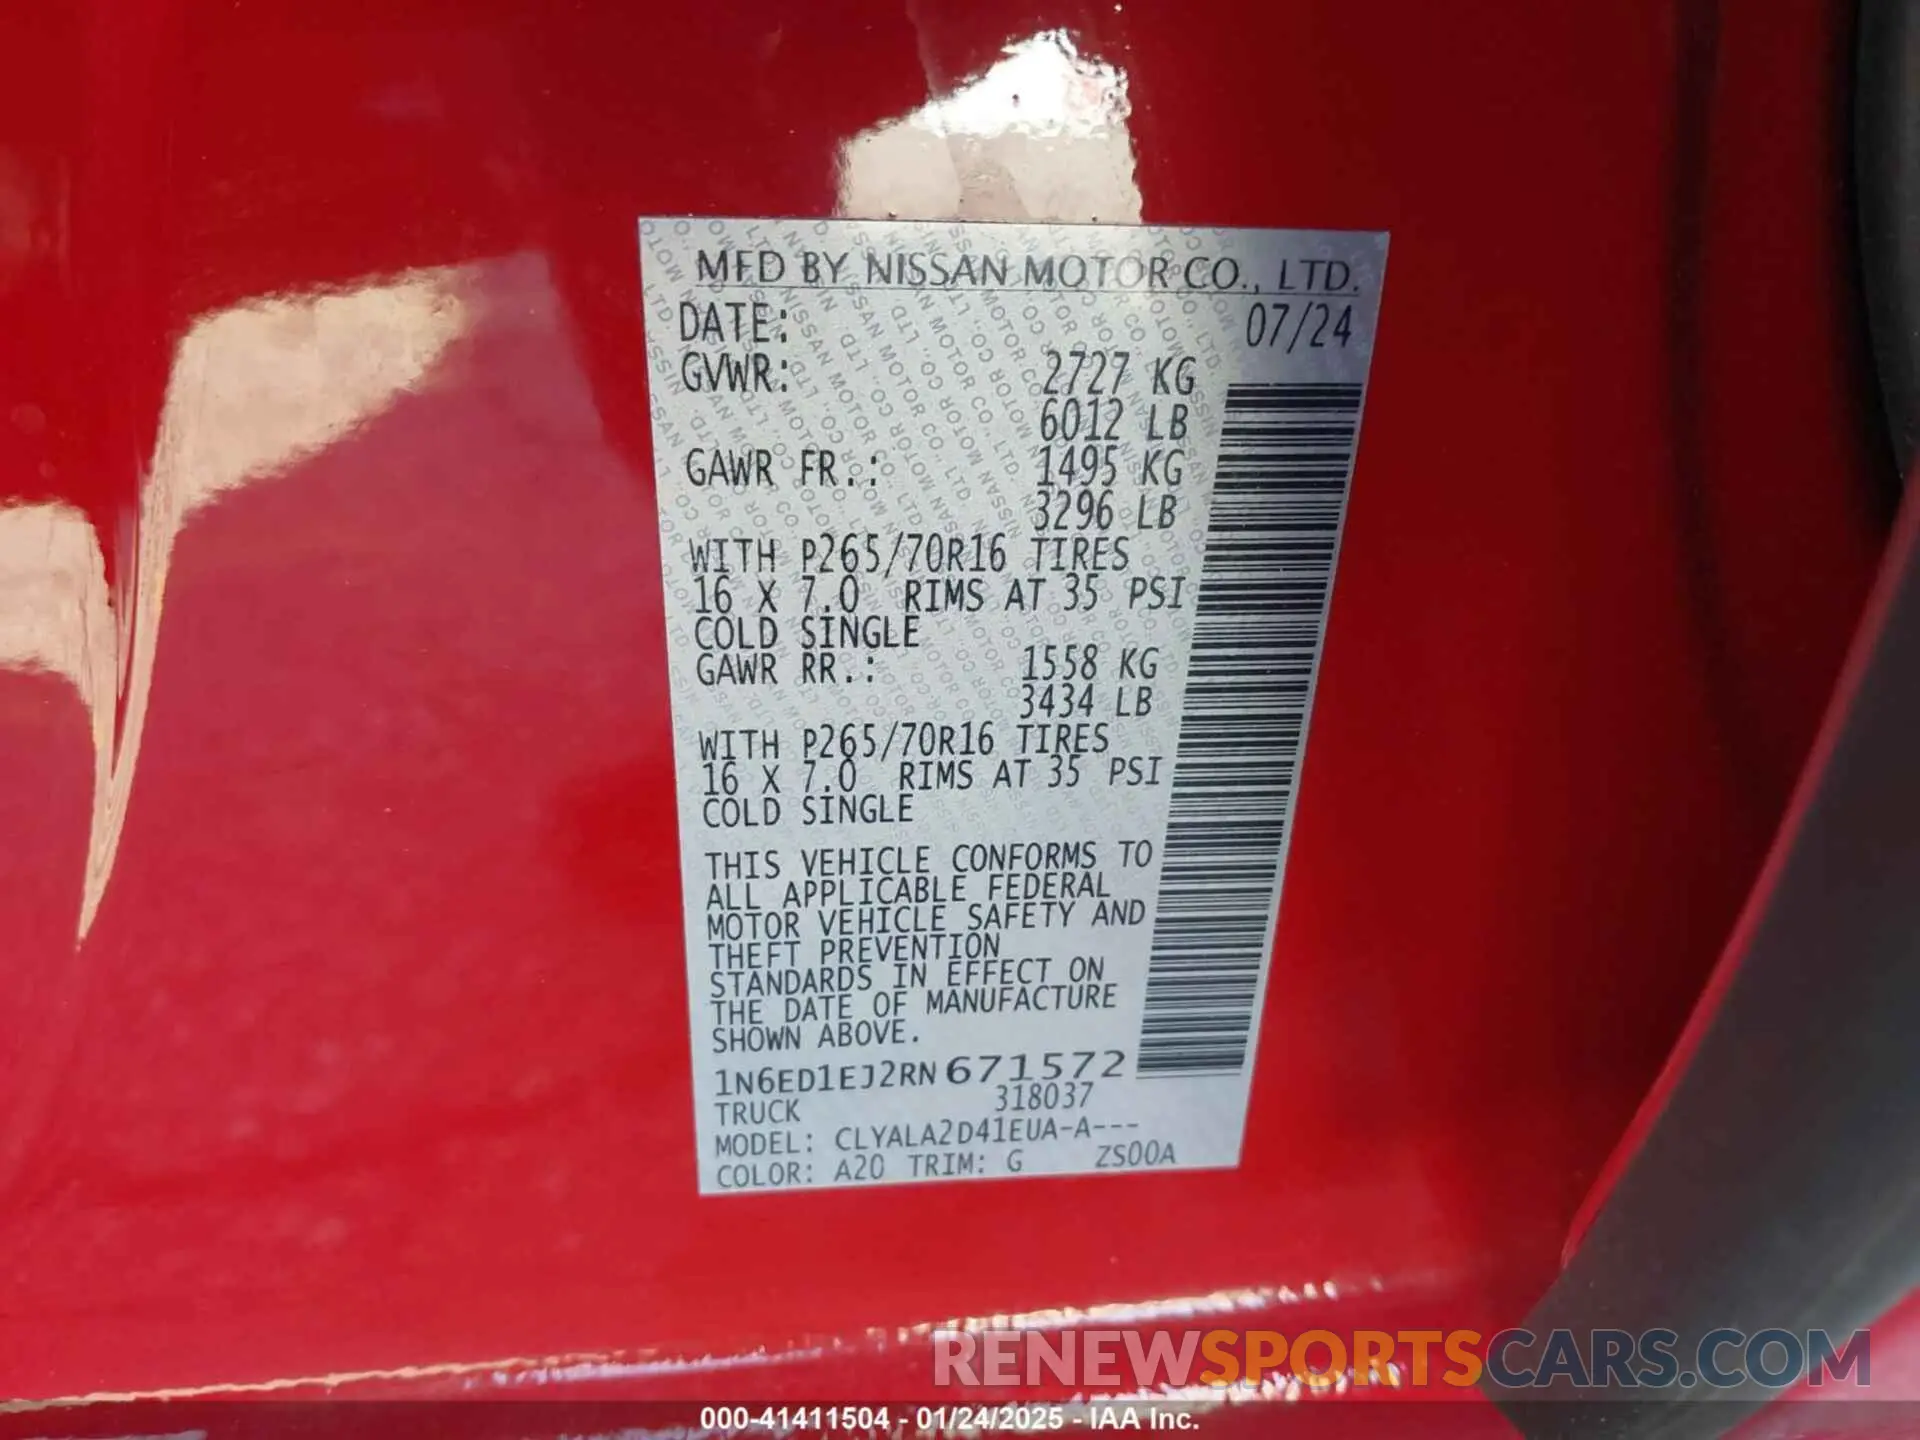 MFD BY NISSAN MOTOR CO., LTD.
DATE: 07/24
GVWR: 2727 KG
6012 LB
GAWR FR.: 1495 KG
3296 LB
WITH P265/70R16 TIRES
16 X 7.0 RIMS AT 35 PSI
COLD SINGLE
GAWR RR.: 1558 KG
3434 LB
WITH P265/70R16 TIRES
16 X 7.0 RIMS AT 35 PSI
COLD SINGLE
THIS VEHICLE CONFORMS TO
ALL APPLICABLE FEDERAL
MOTOR VEHICLE SAFETY AND
THEFT PREVENTION
STANDARDS IN EFFECT ON
THE DATE OF MANUFACTURE
SHOWN ABOVE.
1N6ED1EJ2RN671572
TRUCK 318037
MODEL: CLYALA2D41EUA-A---
COLOR: A20 TRIM: G ZS00A
RENEWSPORTSCARS.COM
000-41411504 - 01/24/2025 - IAA Inc.